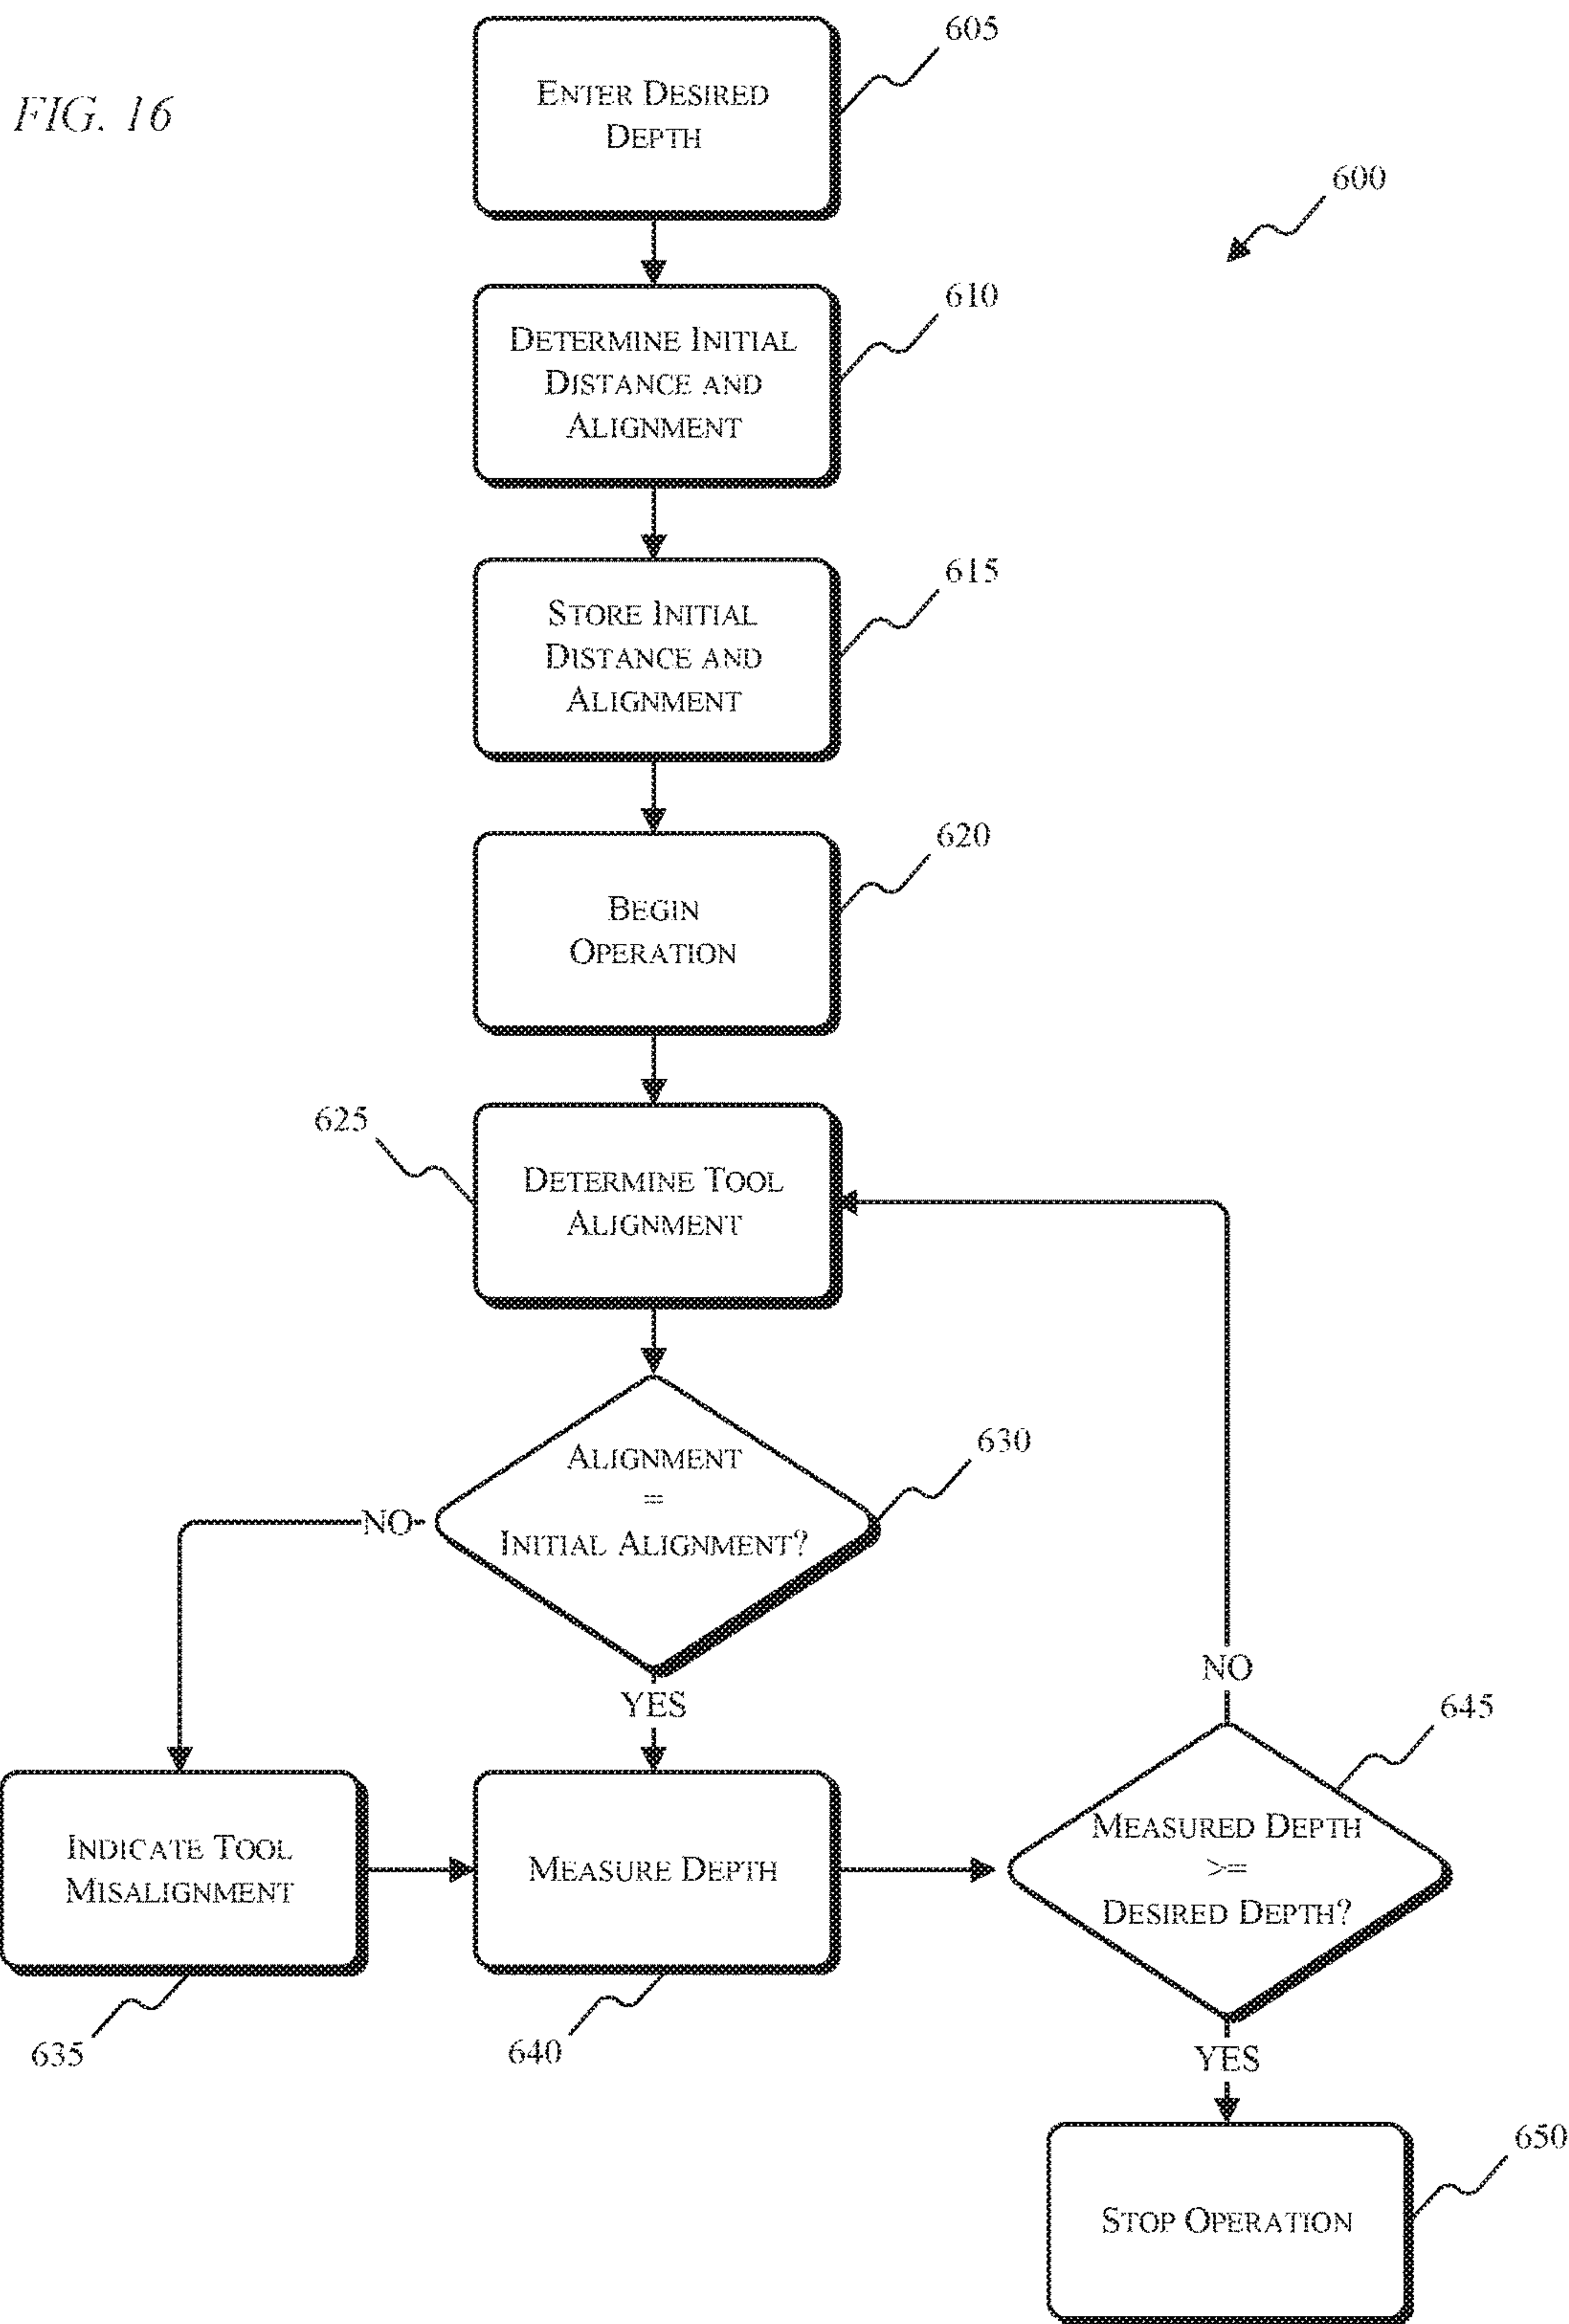 FIG. 16
605
ENTER DESIRED
DEPTH
600
610
DETERMINE INITIAL
DISTANCE AND
ALIGNMENT
615
STORE INITIAL
DISTANCE AND
ALIGNMENT
620
BEGIN
OPERATION
625
DETERMINE TOOL
ALIGNMENT
630
ALIGNMENT
=
INITIAL ALIGNMENT?
NO
YES
NO
645
INDICATE TOOL
MISALIGNMENT
635
MEASURE DEPTH
640
MEASURED DEPTH
>=
DESIRED DEPTH?
YES
650
STOP OPERATION